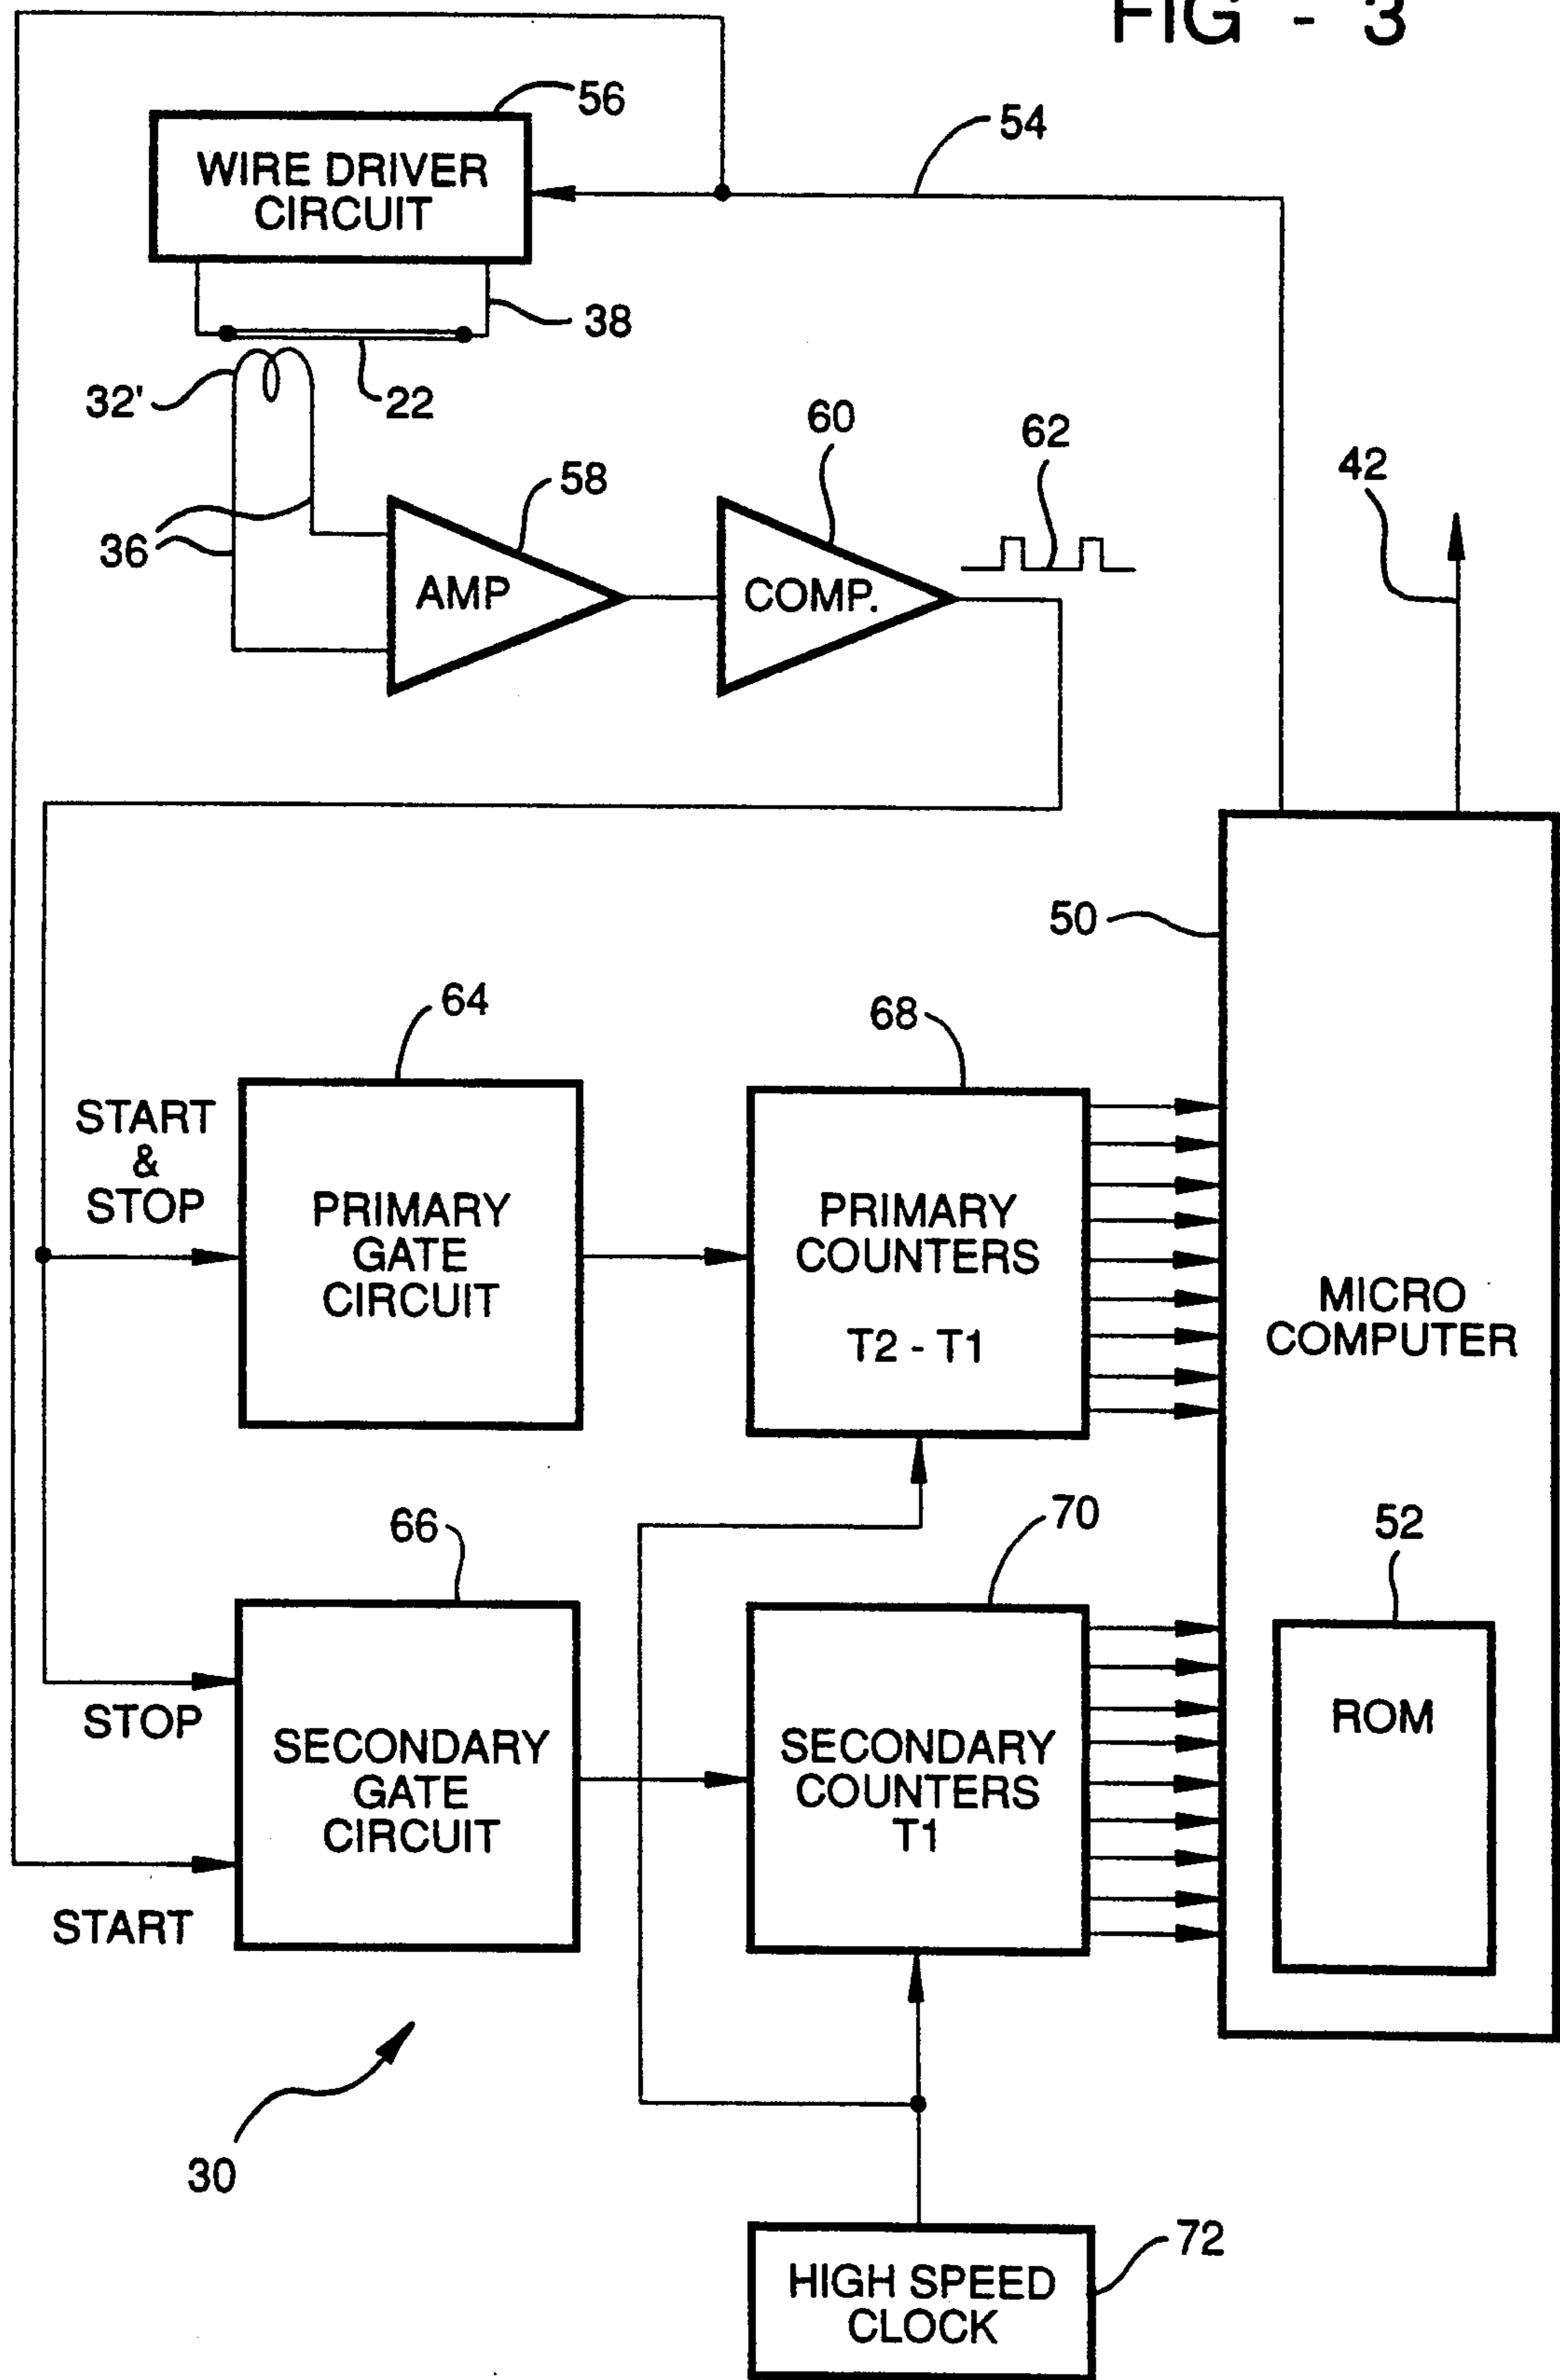 FIG - 3
56
54
WIRE DRIVER
CIRCUIT
38
32'
22
60
62
42
58
36
AMP
COMP.
50
64
68
START
&
STOP
PRIMARY
GATE
CIRCUIT
PRIMARY
COUNTERS
T2 - T1
MICRO
COMPUTER
66
70
52
STOP
SECONDARY
GATE
CIRCUIT
SECONDARY
COUNTERS
T1
ROM
START
30
72
HIGH SPEED
CLOCK